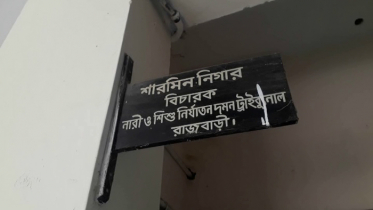 শারমিন নিগার
বিচারক
নারী ও শিশু নির্যাতন দমন ট্রাইব্যুনাল
রাজবাড়ী।